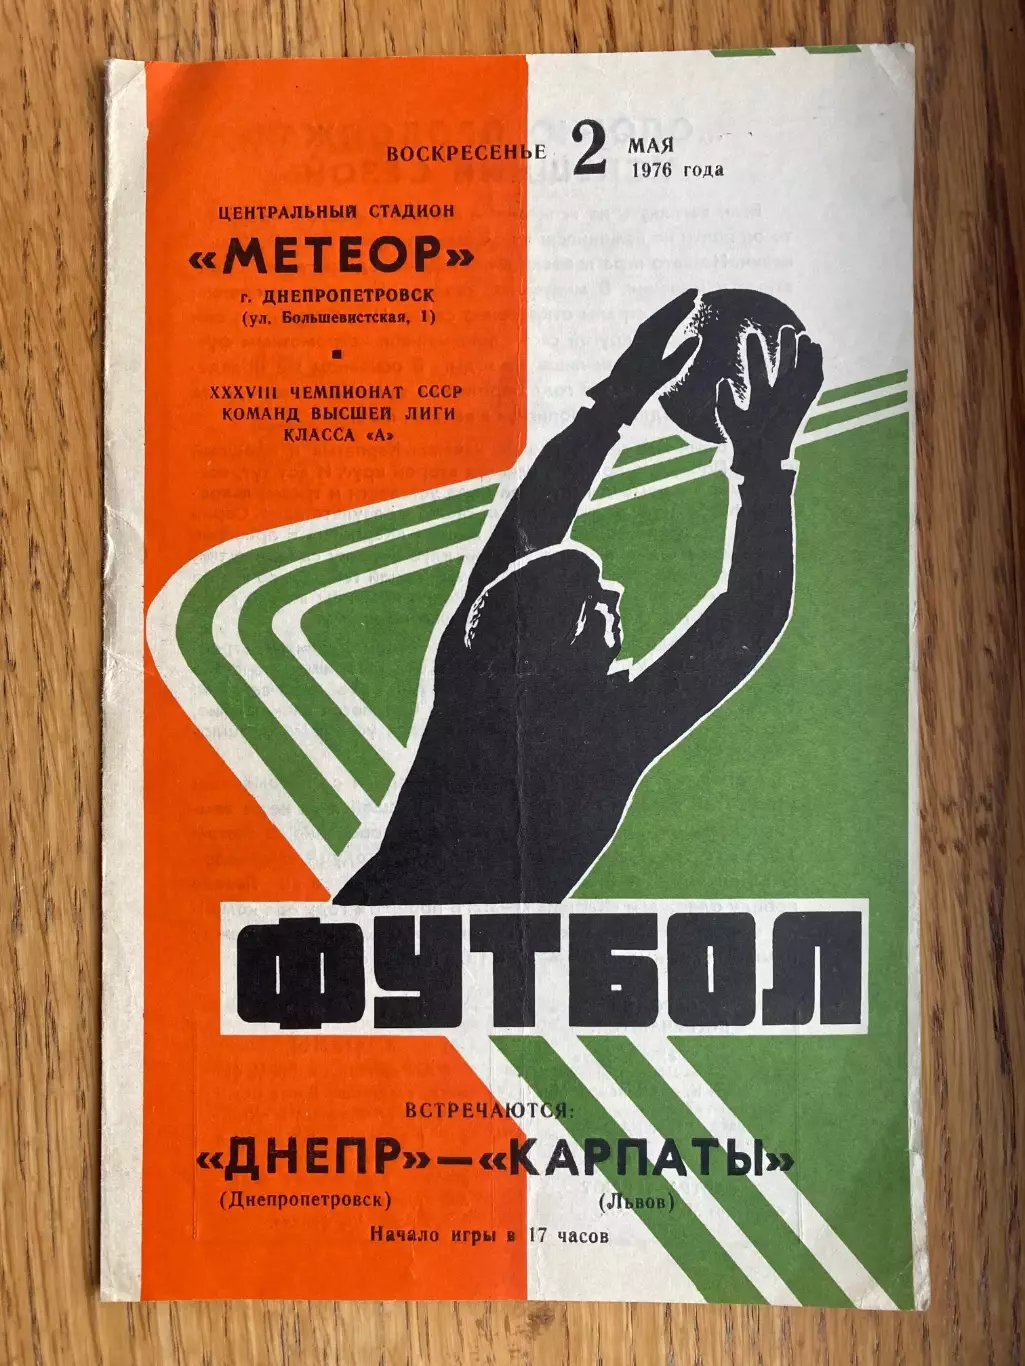 ВОСКРЕСЕНЬЕ 2 МАЯ
1976 года
ЦЕНТРАЛЬНЫЙ СТАДИОН
«МЕТЕОР»
г. ДНЕПРОПЕТРОВСК
(ул. Большевистская, 1)
XXXVIII ЧЕМПИОНАТ СССР
КОМАНД ВЫСШЕЙ ЛИГИ
КЛАССА «А»
ФУТБОЛ
ВСТРЕЧАЮТСЯ:
«ДНЕПР»—«КАРПАТЫ»
(Днепропетровск) (Львов)
Начало игры в 17 часов